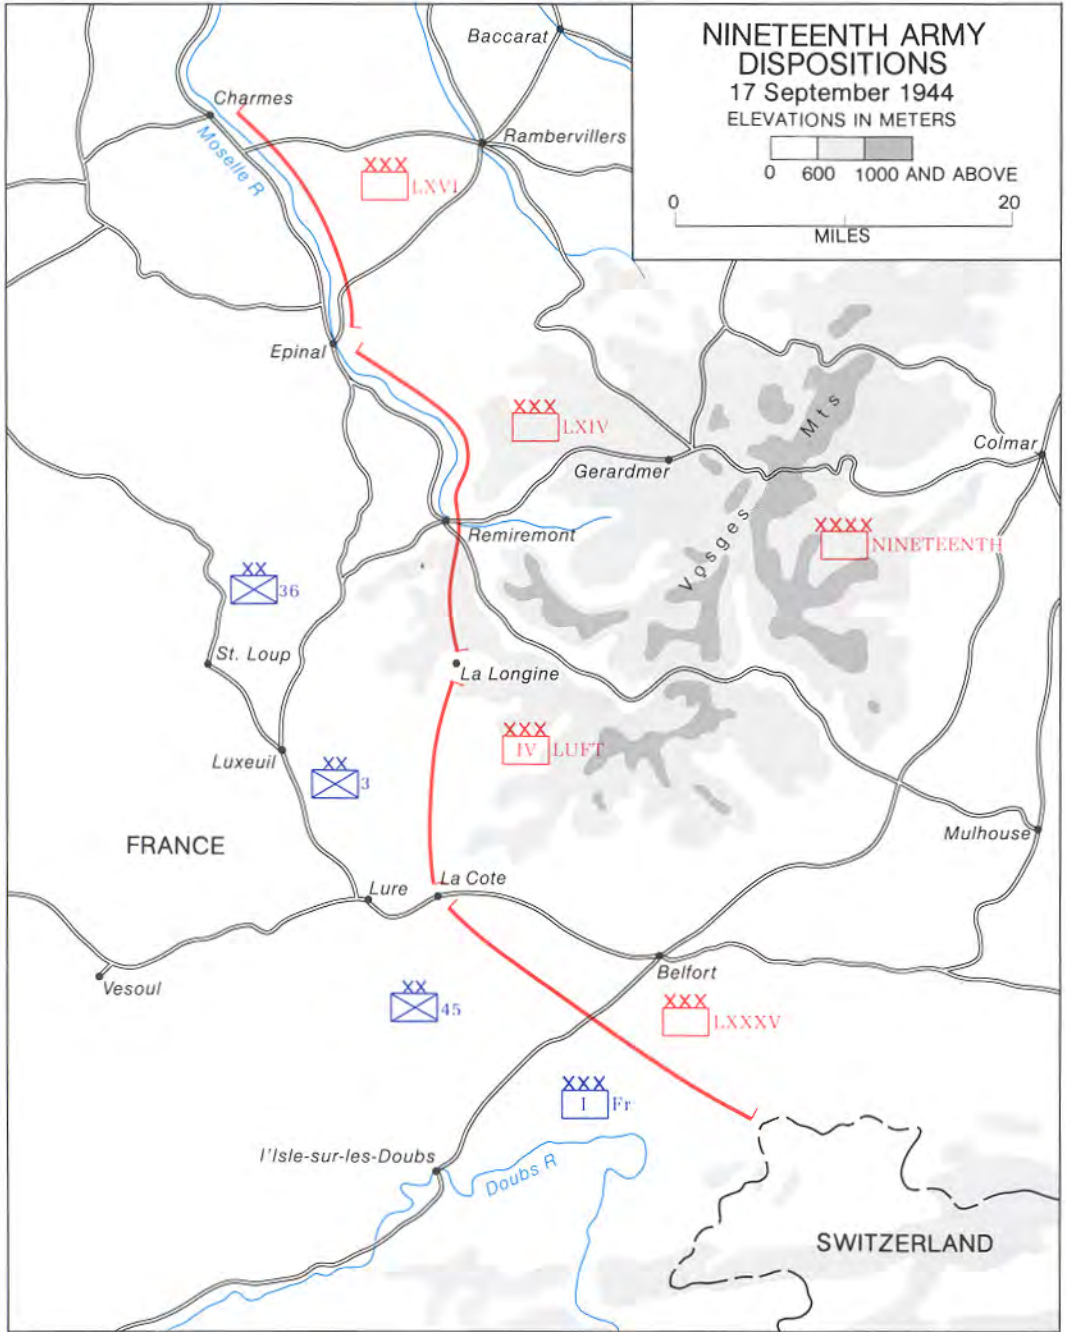 NINETEENTH ARMY
DISPOSITIONS
17 September 1944
ELEVATIONS IN METERS
0 600 1000 AND ABOVE
0 20
MILES
Baccarat
Charmes
Moselle R
Rambervillers
XXX
LXVI
Epinal
XXX
LXIV
Gerardmer
Vosges Mts
Colmar
Remiremont
XXXX
NINETEENTH
XX
36
St. Loup
La Longine
XXX
IV LUFT
Luxeuil
XX
3
FRANCE
Mulhouse
Lure
La Cote
Vesoul
Belfort
XX
45
XXX
LXXXV
XXX
I Fr
l'Isle-sur-les-Doubs
Doubs R
SWITZERLAND